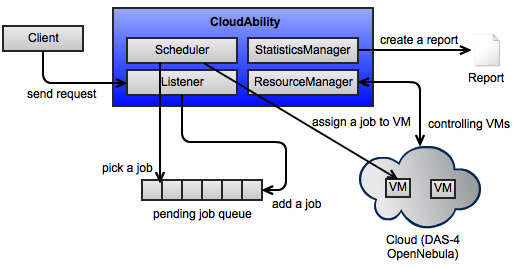 CloudAbility
Client
Scheduler
StatisticsManager
create a report
Listener
ResourceManager
Report
send request
assign a job to VM
controlling VMs
pick a job
add a job
pending job queue
VM
VM
Cloud (DAS-4
OpenNebula)